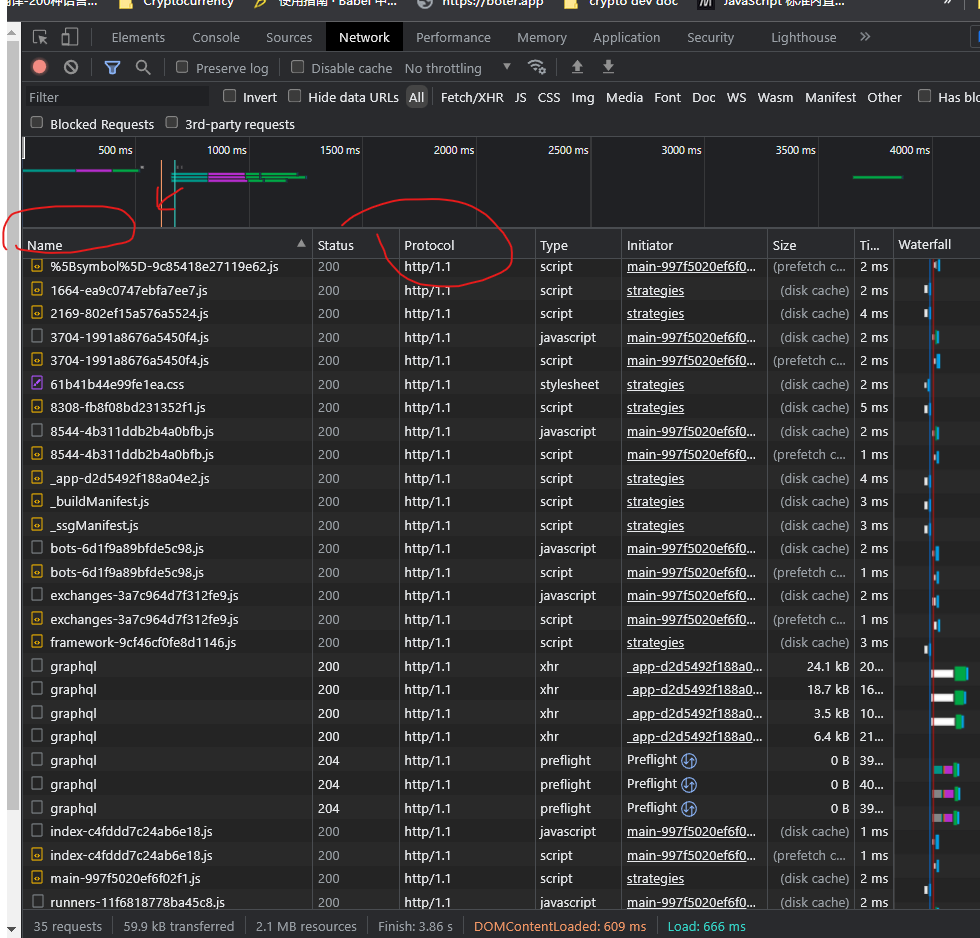 Cryptocurrency 使用指南 · Babel 中... https://boter.app crypto dev doc JavaScript 标准内置...
Elements Console Sources Network Performance Memory Application Security Lighthouse »
Preserve log Disable cache No throttling
Filter Invert Hide data URLs All Fetch/XHR JS CSS Img Media Font Doc WS Wasm Manifest Other Has blo
Blocked Requests 3rd-party requests
500 ms 1000 ms 1500 ms 2000 ms 2500 ms 3000 ms 3500 ms 4000 ms
Name Status Protocol Type Initiator Size Ti... Waterfall
%5Bsymbol%5D-9c85418e27119e62.js 200 http/1.1 script main-997f5020ef6f0... (prefetch c... 2 ms
1664-ea9c0747ebfa7ee7.js 200 http/1.1 script strategies (disk cache) 2 ms
2169-802ef15a576a5524.js 200 http/1.1 script strategies (disk cache) 4 ms
3704-1991a8676a5450f4.js 200 http/1.1 javascript main-997f5020ef6f0... (disk cache) 2 ms
3704-1991a8676a5450f4.js 200 http/1.1 script main-997f5020ef6f0... (prefetch c... 2 ms
61b41b44e99fe1ea.css 200 http/1.1 stylesheet strategies (disk cache) 2 ms
8308-fb8f08bd231352f1.js 200 http/1.1 script strategies (disk cache) 5 ms
8544-4b311ddb2b4a0bfb.js 200 http/1.1 javascript main-997f5020ef6f0... (disk cache) 2 ms
8544-4b311ddb2b4a0bfb.js 200 http/1.1 script main-997f5020ef6f0... (prefetch c... 1 ms
_app-d2d5492f188a04e2.js 200 http/1.1 script strategies (disk cache) 4 ms
_buildManifest.js 200 http/1.1 script strategies (disk cache) 3 ms
_ssgManifest.js 200 http/1.1 script strategies (disk cache) 3 ms
bots-6d1f9a89bfde5c98.js 200 http/1.1 javascript main-997f5020ef6f0... (disk cache) 2 ms
bots-6d1f9a89bfde5c98.js 200 http/1.1 script main-997f5020ef6f0... (prefetch c... 1 ms
exchanges-3a7c964d7f312fe9.js 200 http/1.1 javascript main-997f5020ef6f0... (disk cache) 2 ms
exchanges-3a7c964d7f312fe9.js 200 http/1.1 script main-997f5020ef6f0... (prefetch c... 1 ms
framework-9cf46cf0fe8d1146.js 200 http/1.1 script strategies (disk cache) 3 ms
graphql 200 http/1.1 xhr _app-d2d5492f188a0... 24.1 kB 20...
graphql 200 http/1.1 xhr _app-d2d5492f188a0... 18.7 kB 16...
graphql 200 http/1.1 xhr _app-d2d5492f188a0... 3.5 kB 10...
graphql 200 http/1.1 xhr _app-d2d5492f188a0... 6.4 kB 21...
graphql 204 http/1.1 preflight Preflight 0 B 39...
graphql 204 http/1.1 preflight Preflight 0 B 40...
graphql 204 http/1.1 preflight Preflight 0 B 39...
index-c4fddd7c24ab6e18.js 200 http/1.1 javascript main-997f5020ef6f0... (disk cache) 1 ms
index-c4fddd7c24ab6e18.js 200 http/1.1 script main-997f5020ef6f0... (prefetch c... 1 ms
main-997f5020ef6f02f1.js 200 http/1.1 script strategies (disk cache) 2 ms
runners-11f6818778ba45c8.js 200 http/1.1 javascript main-997f5020ef6f0... (disk cache) 2 ms
35 requests 59.9 kB transferred 2.1 MB resources Finish: 3.86 s DOMContentLoaded: 609 ms Load: 666 ms